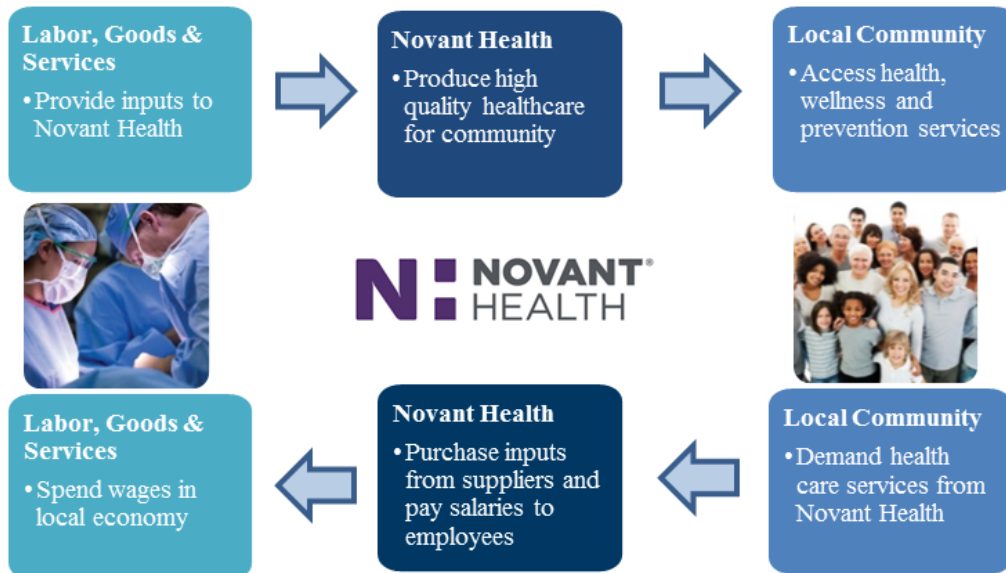 Labor, Goods &
Services
•Provide inputs to
Novant Health
Novant Health
•Produce high
quality healthcare
for community
Local Community
•Access health,
wellness and
prevention services
N: NOVANT®
HEALTH
Labor, Goods &
Services
•Spend wages in
local economy
Novant Health
•Purchase inputs
from suppliers and
pay salaries to
employees
Local Community
•Demand health
care services from
Novant Health